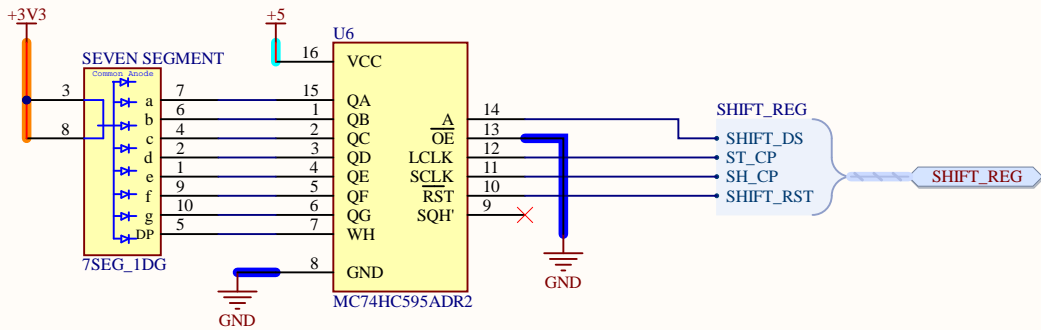 +3V3
+5
U6
SEVEN SEGMENT
Common Anode
3
8
a 7
b 6
c 4
d 2
e 1
f 9
g 10
DP 5
7SEG_1DG
16 VCC
15 QA
1 QB
2 QC
3 QD
4 QE
5 QF
6 QG
7 WH
8 GND
A 14
OE 13
LCLK 12
SCLK 11
RST 10
SQH' 9
MC74HC595ADR2
GND
GND
SHIFT_REG
SHIFT_DS
ST_CP
SH_CP
SHIFT_RST
SHIFT_REG